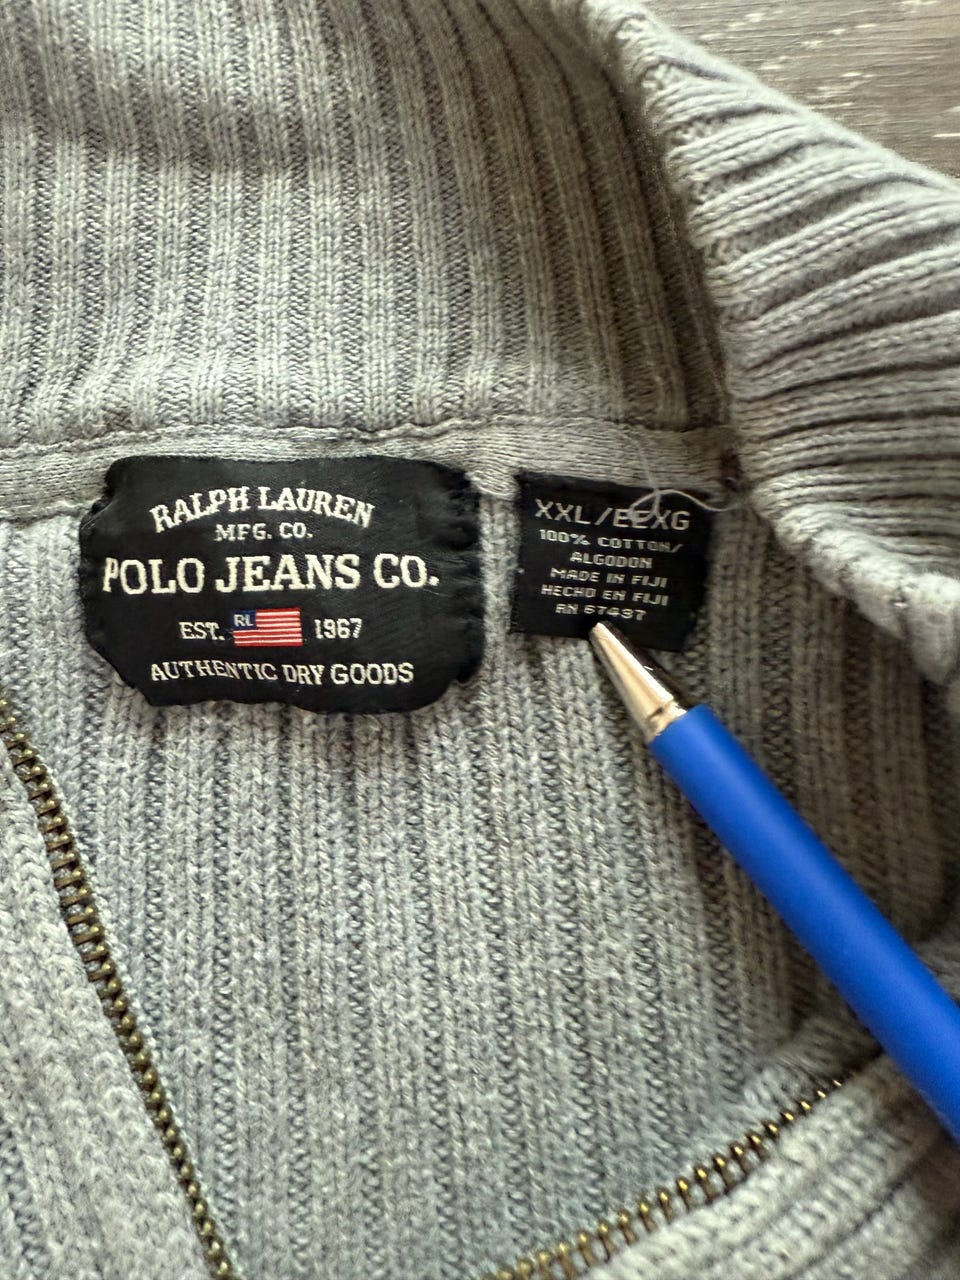 RALPH LAUREN
MFG. CO.
POLO JEANS CO.
EST. RL 1967
AUTHENTIC DRY GOODS
XXL/EEXG
100% COTTON/
ALGODON
MADE IN FIJI
HECHO EN FIJI
RN 67497